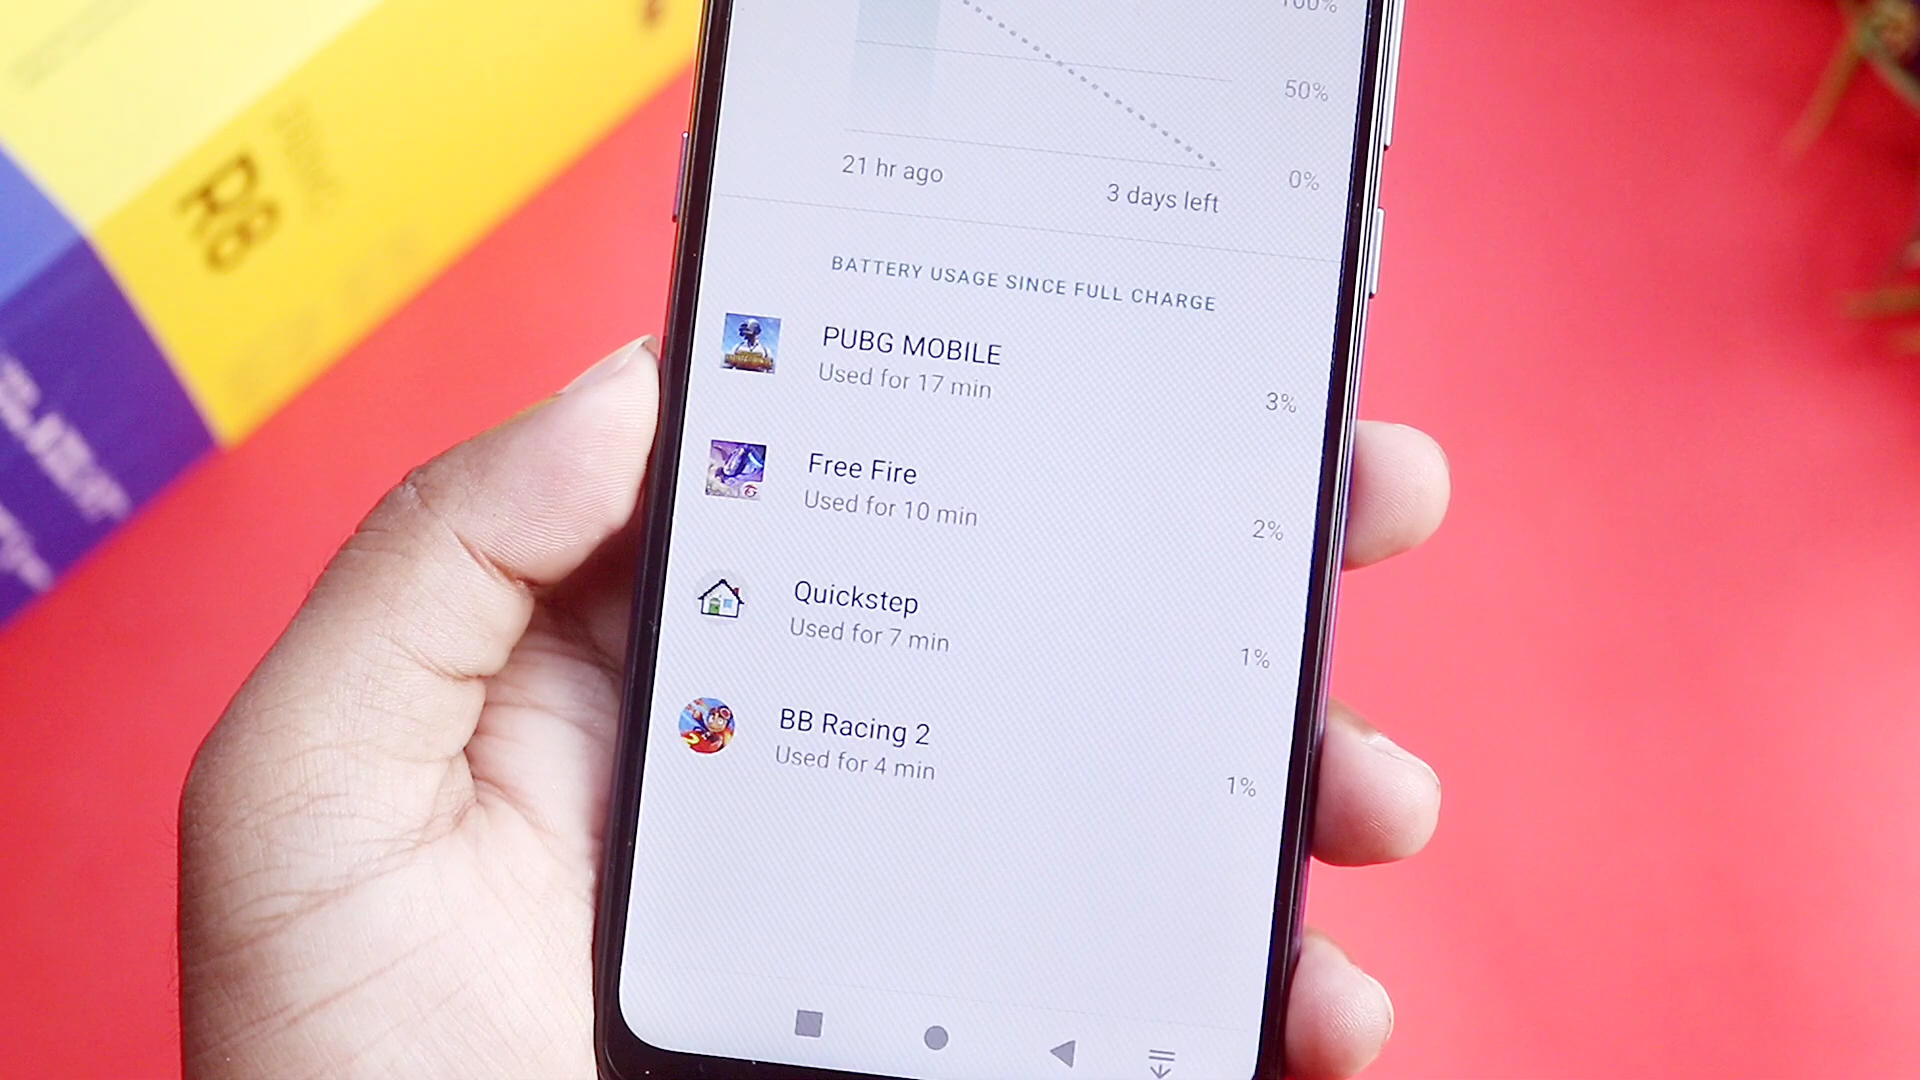 100%
50%
0%
21 hr ago
3 days left
BATTERY USAGE SINCE FULL CHARGE
PUBG MOBILE
Used for 17 min
3%
Free Fire
Used for 10 min
2%
Quickstep
Used for 7 min
1%
BB Racing 2
Used for 4 min
1%
R8